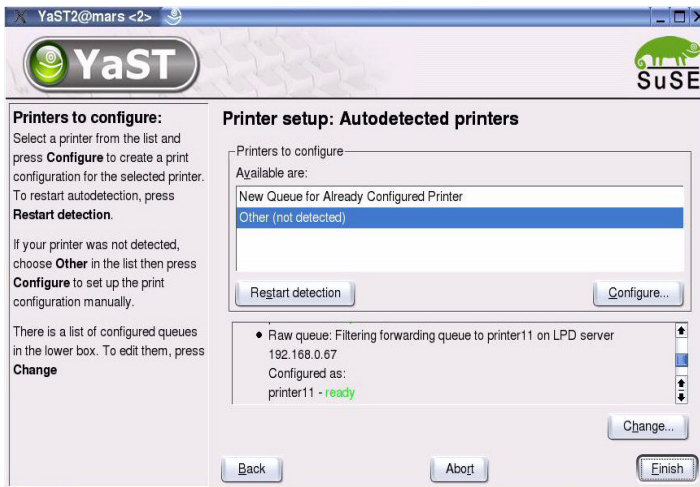 YaST2@mars <2>
YaST
SuSE
Printers to configure:
Select a printer from the list and
press Configure to create a print
configuration for the selected printer.
To restart autodetection, press
Restart detection.
If your printer was not detected,
choose Other in the list then press
Configure to set up the print
configuration manually.
There is a list of configured queues
in the lower box. To edit them, press
Change
Printer setup: Autodetected printers
Printers to configure
Available are:
New Queue for Already Configured Printer
Other (not detected)
Restart detection
Configure...
Raw queue: Filtering forwarding queue to printer11 on LPD server
192.168.0.67
Configured as:
printer11 - ready
Change...
Back
Abort
Finish